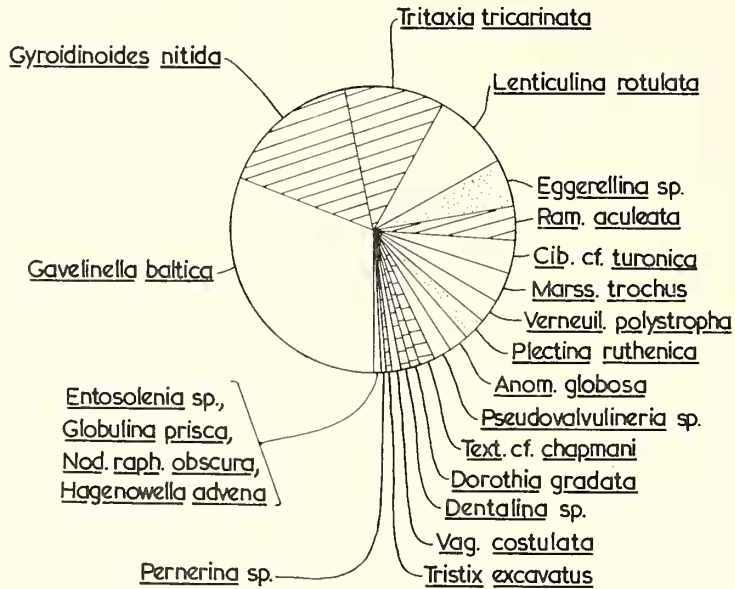 Tritaxia tricarinata
Gyroidinoides nitida
Lenticulina rotulata
Eggerellina sp.
Ram. aculeata
Cib. cf. turonica
Gavelinella baltica
Marss. trochus
Verneuil. polystropha
Plectina ruthenica
Anom. globosa
Pseudovalvulineria sp.
Text. cf. chapmani
Dorothia gradata
Dentalina sp.
Vag. costulata
Tristix excavatus
Pernerina sp.
Entosolenia sp.,
Globulina prisca,
Nod. raph. obscura,
Hagenowella advena